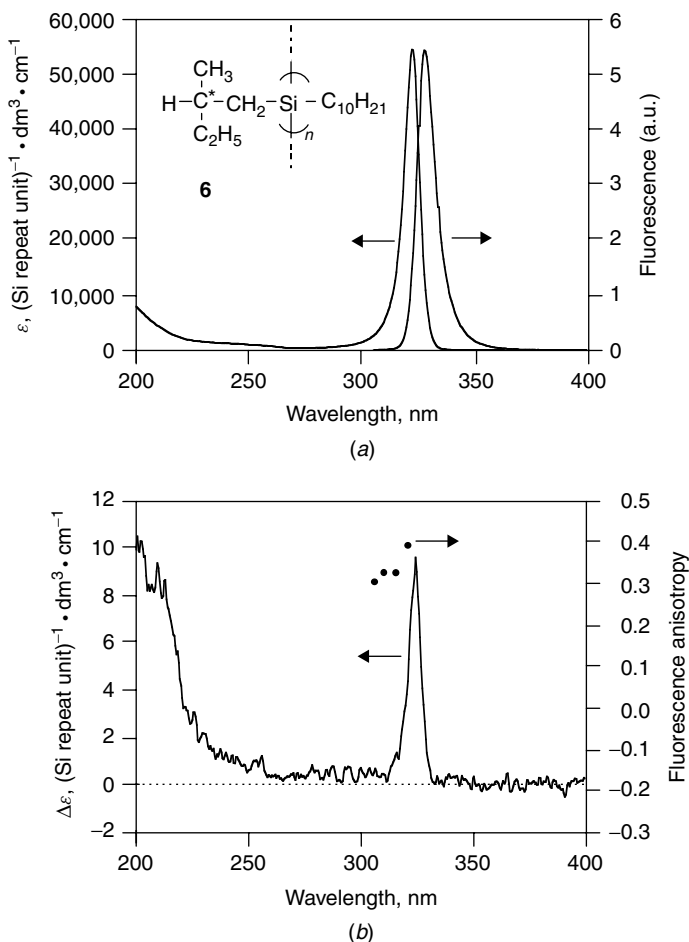 60,000
50,000
40,000
30,000
20,000
10,000
0
ε, (Si repeat unit)⁻¹ • dm³ • cm⁻¹
CH₃
H–C*–CH₂–Si–C₁₀H₂₁
C₂H₅
n
6
6
5
4
3
2
1
0
Fluorescence (a.u.)
200 250 300 350 400
Wavelength, nm
(a)
12
10
8
6
4
2
0
−2
Δε, (Si repeat unit)⁻¹ • dm³ • cm⁻¹
0.5
0.4
0.3
0.2
0.1
0.0
−0.1
−0.2
−0.3
Fluorescence anisotropy
200 250 300 350 400
Wavelength, nm
(b)